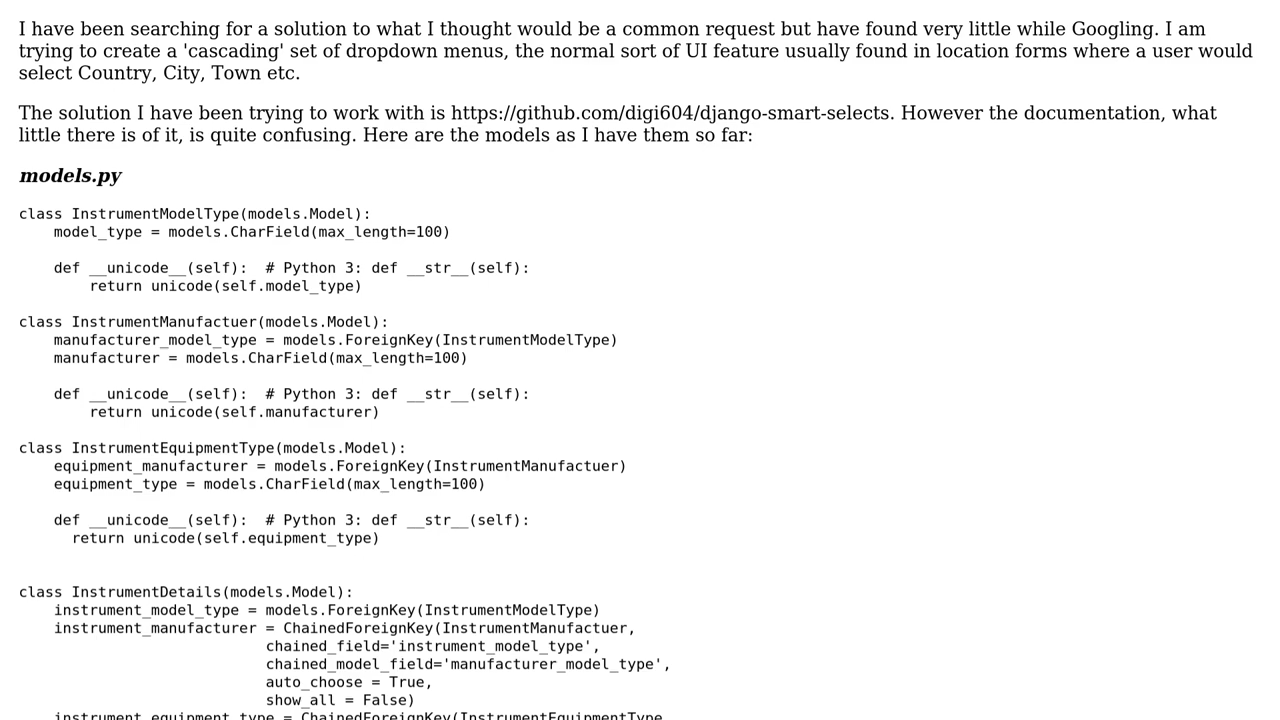 I have been searching for a solution to what I thought would be a common request but have found very little while Googling. I am
trying to create a 'cascading' set of dropdown menus, the normal sort of UI feature usually found in location forms where a user would
select Country, City, Town etc.
The solution I have been trying to work with is https://github.com/digi604/django-smart-selects. However the documentation, what
little there is of it, is quite confusing. Here are the models as I have them so far:
models.py
class InstrumentModelType(models.Model):
    model_type = models.CharField(max_length=100)
    def __unicode__(self):  # Python 3: def __str__(self):
        return unicode(self.model_type)
class InstrumentManufactuer(models.Model):
    manufacturer_model_type = models.ForeignKey(InstrumentModelType)
    manufacturer = models.CharField(max_length=100)
    def __unicode__(self):  # Python 3: def __str__(self):
        return unicode(self.manufacturer)
class InstrumentEquipmentType(models.Model):
    equipment_manufacturer = models.ForeignKey(InstrumentManufactuer)
    equipment_type = models.CharField(max_length=100)
    def __unicode__(self):  # Python 3: def __str__(self):
      return unicode(self.equipment_type)
class InstrumentDetails(models.Model):
    instrument_model_type = models.ForeignKey(InstrumentModelType)
    instrument_manufacturer = ChainedForeignKey(InstrumentManufactuer,
                            chained_field='instrument_model_type',
                            chained_model_field='manufacturer_model_type',
                            auto_choose = True,
                            show_all = False)
    instrument_equipment_type = ChainedForeignKey(InstrumentEquipmentType,